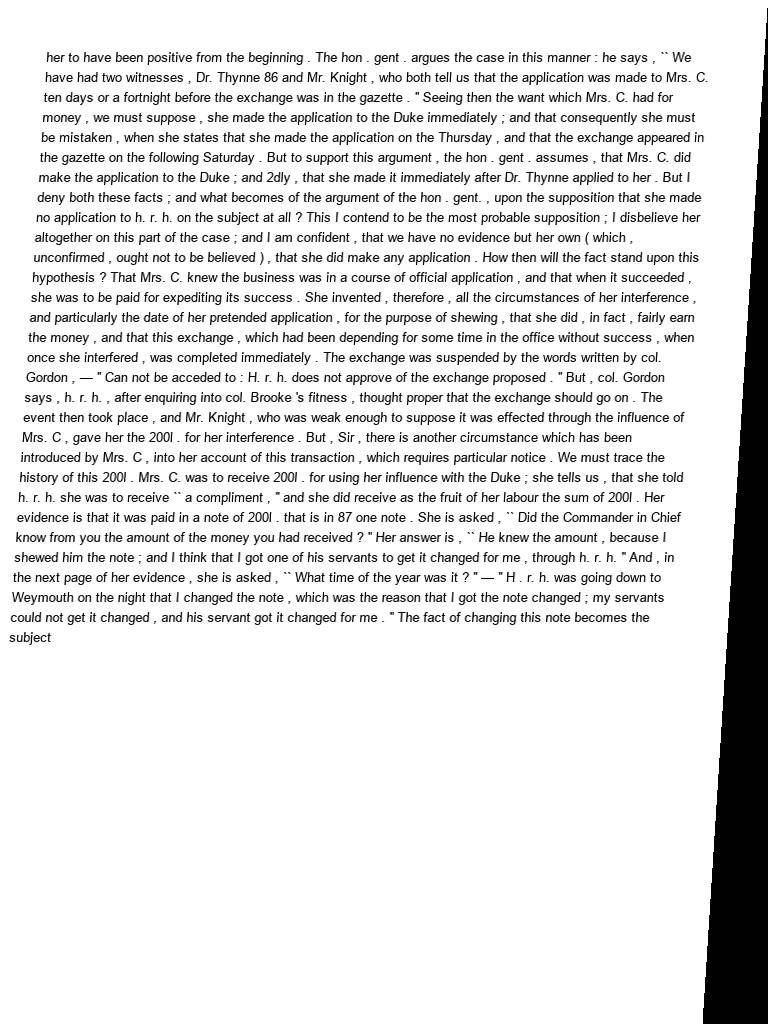 her to have been positive from the beginning . The hon . gent . argues the case in this manner : he says , `` We
have had two witnesses , Dr. Thynne 86 and Mr. Knight , who both tell us that the application was made to Mrs. C.
ten days or a fortnight before the exchange was in the gazette . " Seeing then the want which Mrs. C. had for
money , we must suppose , she made the application to the Duke immediately ; and that consequently she must
be mistaken , when she states that she made the application on the Thursday , and that the exchange appeared in
the gazette on the following Saturday . But to support this argument , the hon . gent . assumes , that Mrs. C. did
make the application to the Duke ; and 2dly , that she made it immediately after Dr. Thynne applied to her . But I
deny both these facts ; and what becomes of the argument of the hon . gent. , upon the supposition that she made
no application to h. r. h. on the subject at all ? This I contend to be the most probable supposition ; I disbelieve her
altogether on this part of the case ; and I am confident , that we have no evidence but her own ( which ,
unconfirmed , ought not to be believed ) , that she did make any application . How then will the fact stand upon this
hypothesis ? That Mrs. C. knew the business was in a course of official application , and that when it succeeded ,
she was to be paid for expediting its success . She invented , therefore , all the circumstances of her interference ,
and particularly the date of her pretended application , for the purpose of shewing , that she did , in fact , fairly earn
the money , and that this exchange , which had been depending for some time in the office without success , when
once she interfered , was completed immediately . The exchange was suspended by the words written by col.
Gordon , — " Can not be acceded to : H. r. h. does not approve of the exchange proposed . " But , col. Gordon
says , h. r. h. , after enquiring into col. Brooke 's fitness , thought proper that the exchange should go on . The
event then took place , and Mr. Knight , who was weak enough to suppose it was effected through the influence of
Mrs. C , gave her the 200l . for her interference . But , Sir , there is another circumstance which has been
introduced by Mrs. C , into her account of this transaction , which requires particular notice . We must trace the
history of this 200l . Mrs. C. was to receive 200l . for using her influence with the Duke ; she tells us , that she told
h. r. h. she was to receive `` a compliment , " and she did receive as the fruit of her labour the sum of 200l . Her
evidence is that it was paid in a note of 200l . that is in 87 one note . She is asked , `` Did the Commander in Chief
know from you the amount of the money you had received ? " Her answer is , `` He knew the amount , because I
shewed him the note ; and I think that I got one of his servants to get it changed for me , through h. r. h. " And , in
the next page of her evidence , she is asked , `` What time of the year was it ? " — " H . r. h. was going down to
Weymouth on the night that I changed the note , which was the reason that I got the note changed ; my servants
could not get it changed , and his servant got it changed for me . " The fact of changing this note becomes the
subject